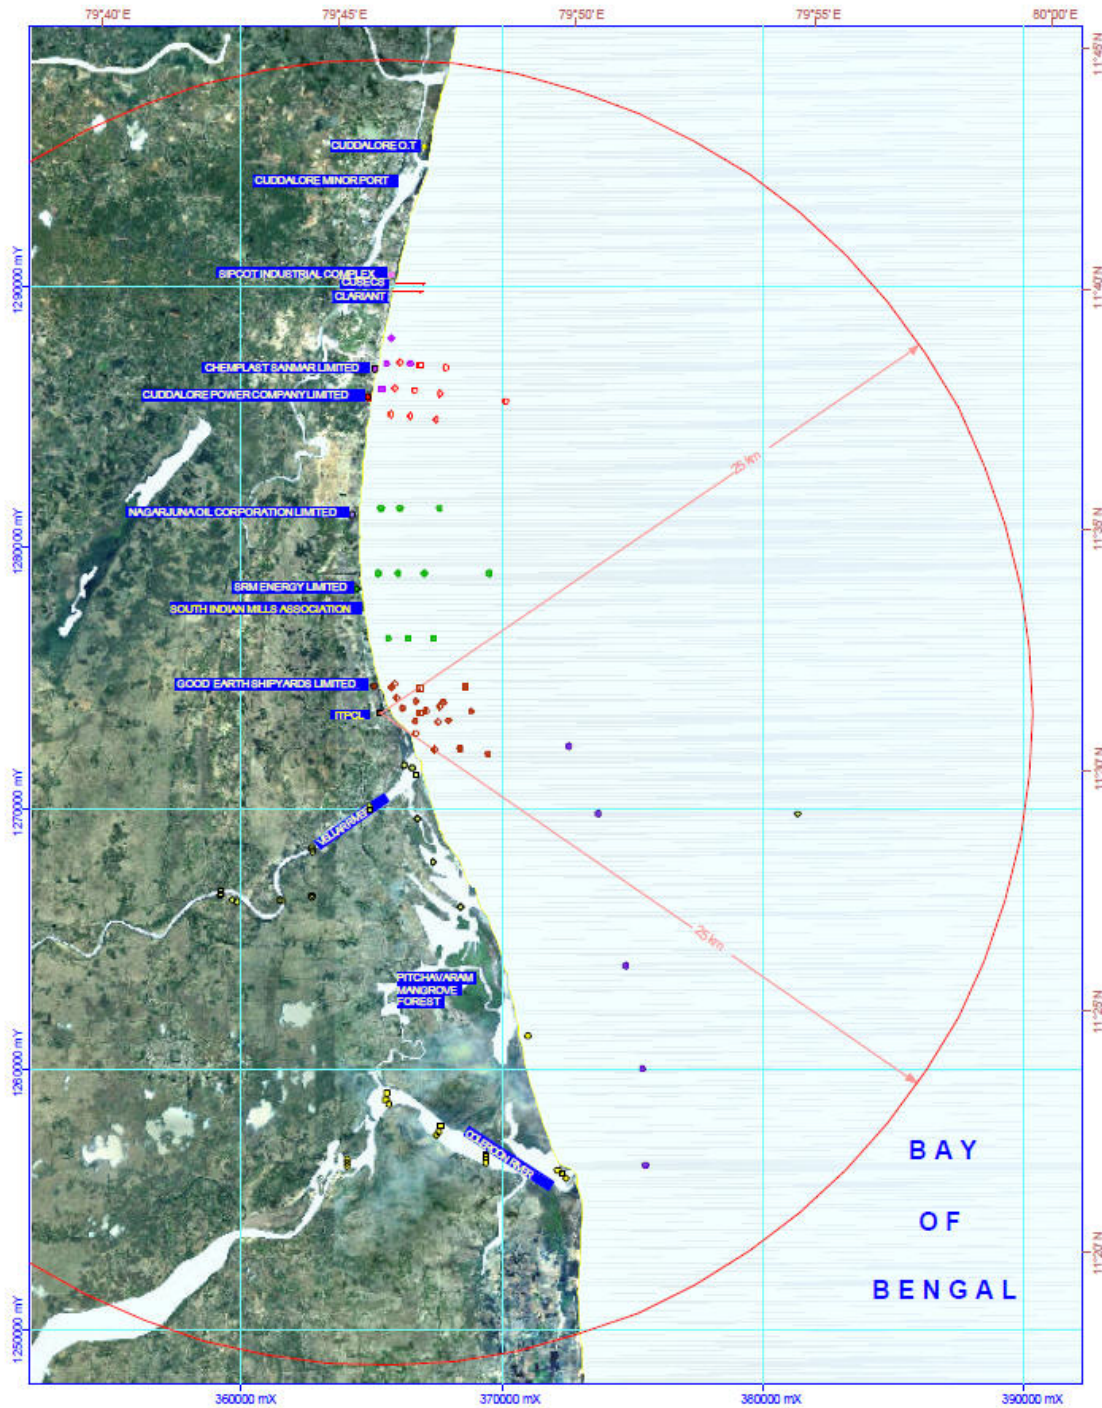 79°40' E
79°45' E
79°50' E
79°55' E
80°00' E
11°45'N
CUDDALORE O.T
CUDDALORE MINOR PORT
SIPCOT INDUSTRIAL COMPLEX
CUSECS
CLARIANT
1290000 mY
11°40'N
CHEMPLAST SANMAR LIMITED
CUDDALORE POWER COMPANY LIMITED
25 km
NAGARJUNA OIL CORPORATION LIMITED
11°35'N
1280000 mY
SRM ENERGY LIMITED
SOUTH INDIAN MILLS ASSOCIATION
GOOD EARTH SHIPYARDS LIMITED
ITPCL
11°30'N
1270000 mY
VELLAR RIVER
25 km
PITCHAVARAM
MANGROVE
FOREST
11°25'N
1260000 mY
COLEROON RIVER
BAY
OF
BENGAL
11°20'N
1250000 mY
360000 mX
370000 mX
380000 mX
390000 mX